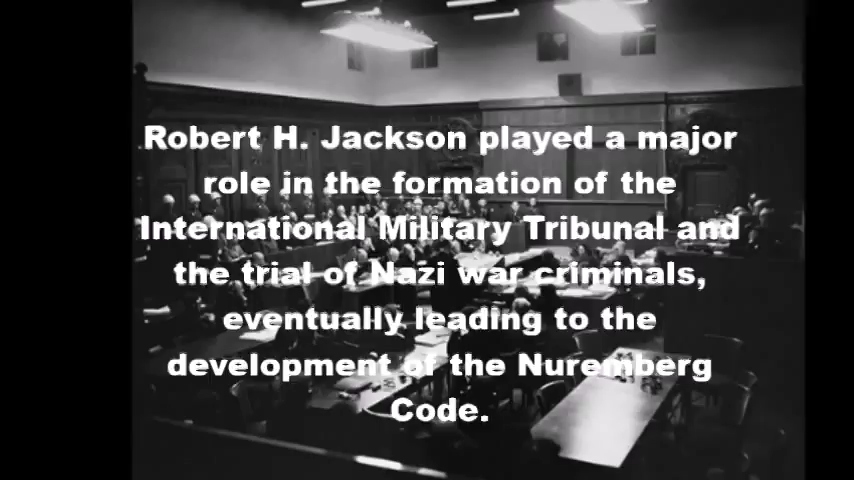 Robert H. Jackson played a major
role in the formation of the
International Military Tribunal and
the trial of Nazi war criminals,
eventually leading to the
development of the Nuremberg
Code.